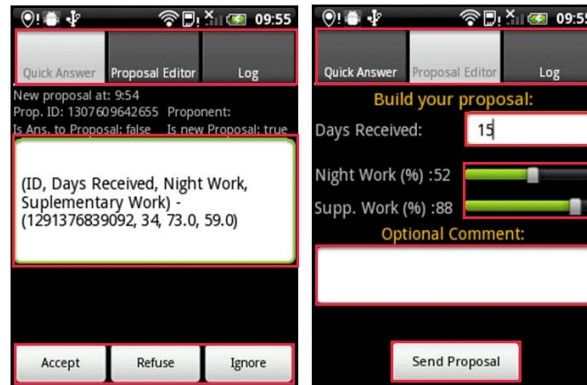 09:55
Quick Answer
Proposal Editor
Log
New proposal at: 9:54
Prop. ID: 1307609642655 Proponent:
Is Ans. to Proposal: false Is new Proposal: true
(ID, Days Received, Night Work,
Suplementary Work) -
(1291376839092, 34, 73.0, 59.0)
Accept
Refuse
Ignore
09:55
Quick Answer
Proposal Editor
Log
Build your proposal:
Days Received: 15
Night Work (%) :52
Supp. Work (%) :88
Optional Comment:
Send Proposal